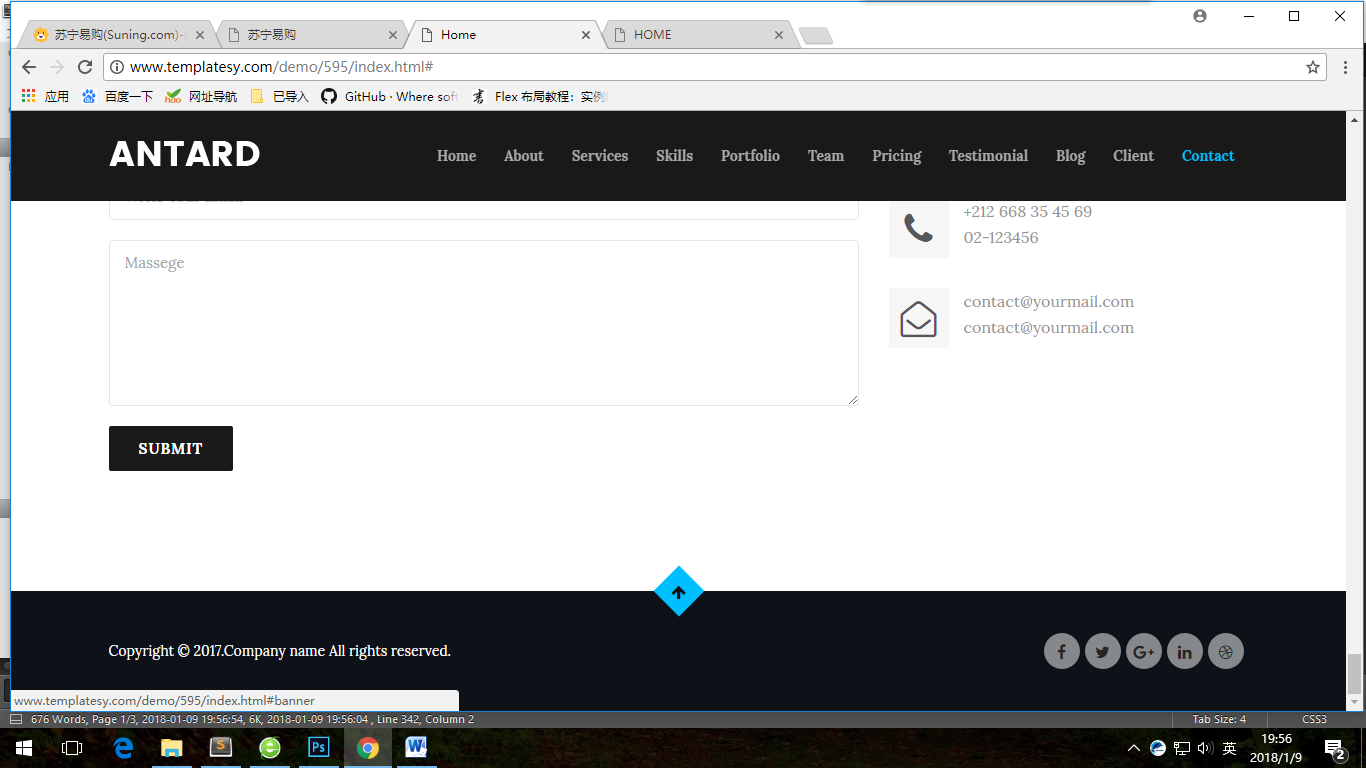 苏宁易购(Suning.com)-
苏宁易购
Home
HOME
www.templatesy.com/demo/595/index.html#
应用
百度一下
网址导航
已导入
GitHub · Where soft
Flex 布局教程：实例
ANTARD
Home About Services Skills Portfolio Team Pricing Testimonial Blog Client Contact
+212 668 35 45 69
02-123456
Massege
contact@yourmail.com
contact@yourmail.com
SUBMIT
Copyright © 2017.Company name All rights reserved.
www.templatesy.com/demo/595/index.html#banner
676 Words, Page 1/3, 2018-01-09 19:56:54, 6K, 2018-01-09 19:56:04 , Line 342, Column 2
Tab Size: 4
CSS3
英
19:56
2018/1/9
2